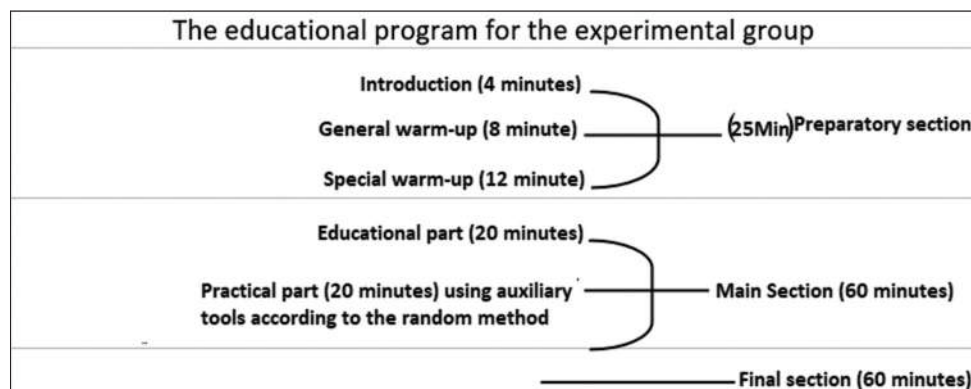 The educational program for the experimental group
Introduction (4 minutes)
General warm-up (8 minute)
(25Min) Preparatory section
Special warm-up (12 minute)
Educational part (20 minutes)
Practical part (20 minutes) using auxiliary
tools according to the random method
Main Section (60 minutes)
Final section (60 minutes)